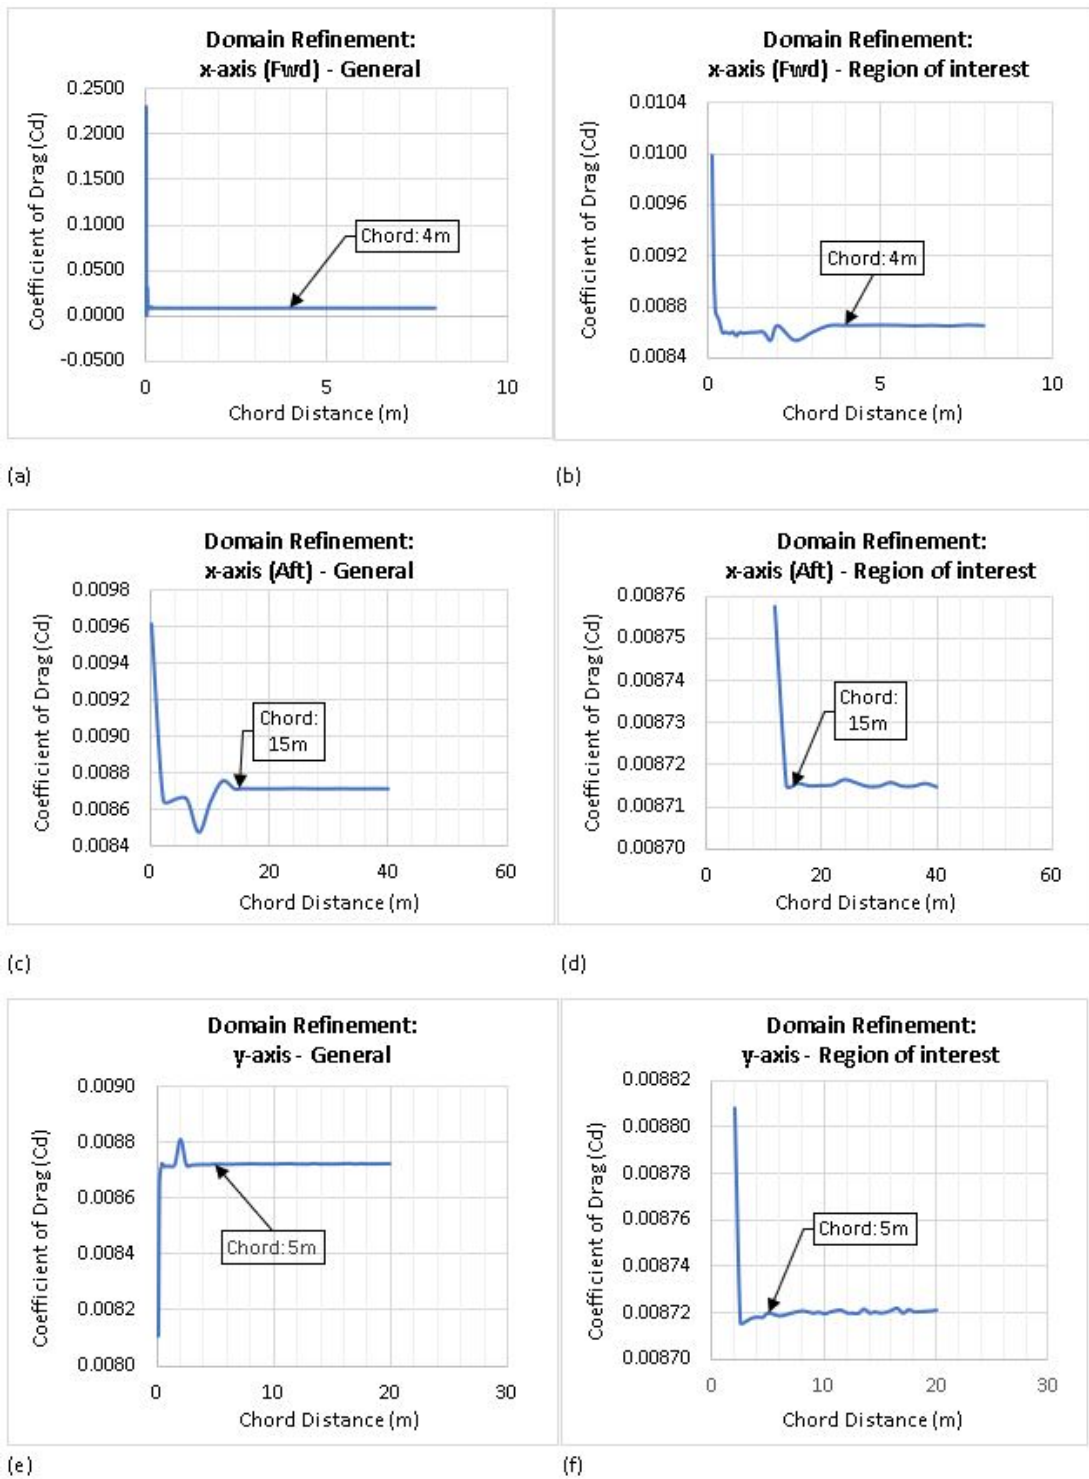 Domain Refinement:
x-axis (Fwd) - General
0.2500
0.2000
0.1500
0.1000
0.0500
0.0000
-0.0500
Coefficient of Drag (Cd)
Chord: 4m
0
5
10
Chord Distance (m)
(a)
Domain Refinement:
x-axis (Fwd) - Region of interest
0.0104
0.0100
0.0096
0.0092
0.0088
0.0084
Coefficient of Drag (Cd)
Chord: 4m
0
5
10
Chord Distance (m)
(b)
Domain Refinement:
x-axis (Aft) - General
0.0098
0.0096
0.0094
0.0092
0.0090
0.0088
0.0086
0.0084
Coefficient of Drag (Cd)
Chord:
15m
0
20
40
60
Chord Distance (m)
(c)
Domain Refinement:
x-axis (Aft) - Region of interest
0.00876
0.00875
0.00874
0.00873
0.00872
0.00871
0.00870
Coefficient of Drag (Cd)
Chord:
15m
0
20
40
60
Chord Distance (m)
(d)
Domain Refinement:
y-axis - General
0.0090
0.0088
0.0086
0.0084
0.0082
0.0080
Coefficient of Drag (Cd)
Chord: 5m
0
10
20
30
Chord Distance (m)
(e)
Domain Refinement:
y-axis - Region of interest
0.00882
0.00880
0.00878
0.00876
0.00874
0.00872
0.00870
Coefficient of Drag (Cd)
Chord: 5m
0
10
20
30
Chord Distance (m)
(f)